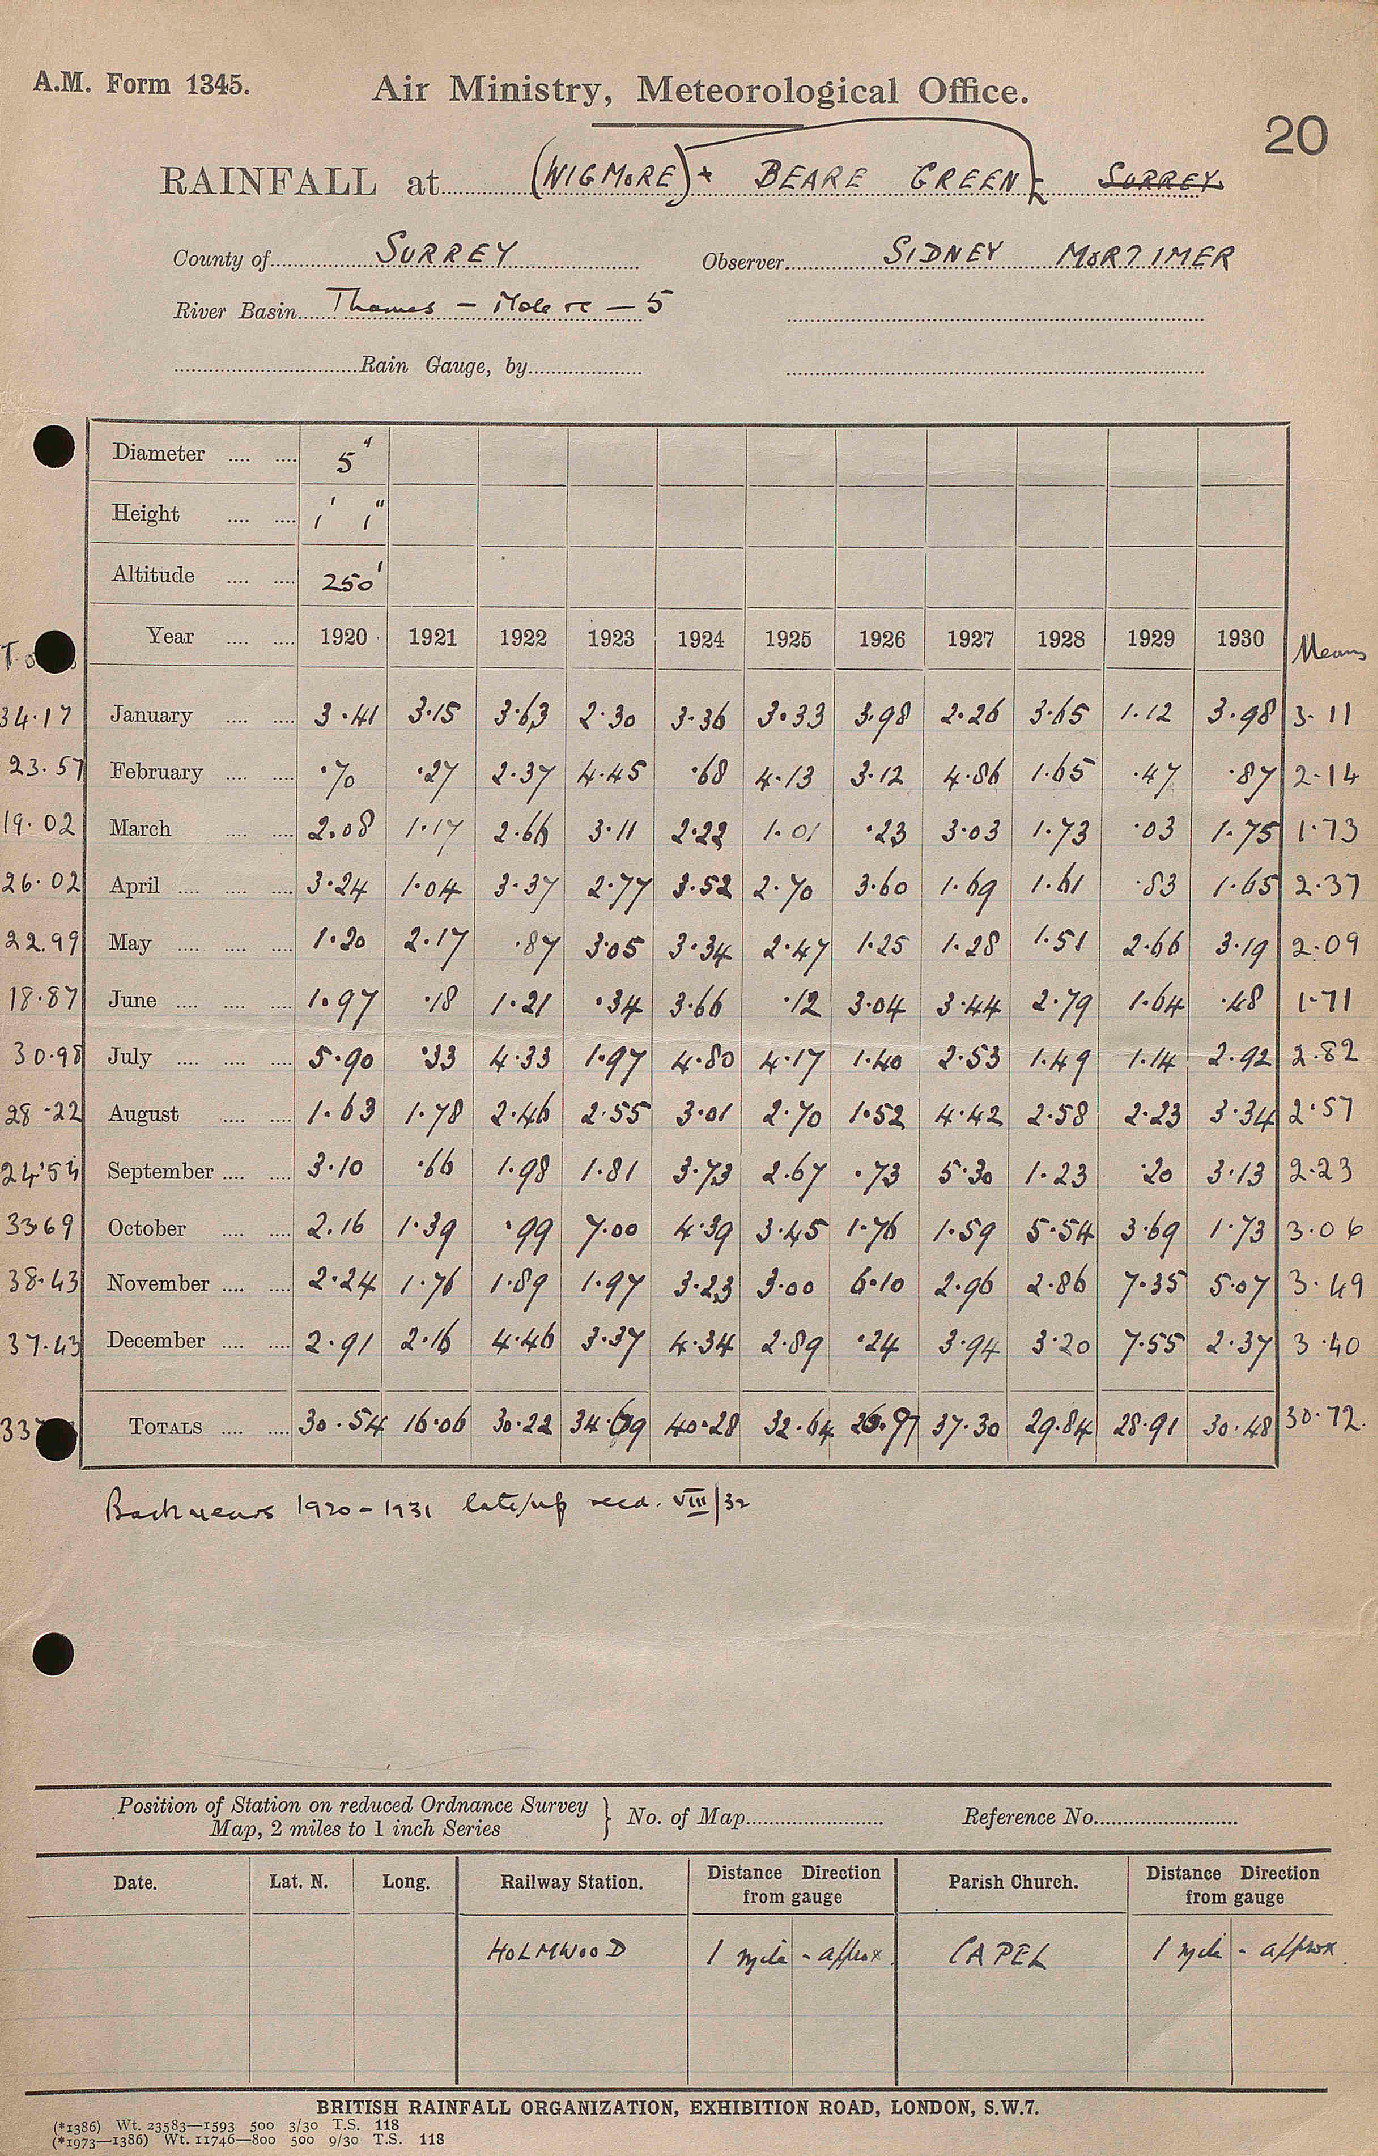 A.M. Form 1345.
Air Ministry, Meteorological Office.
20
RAINFALL at (WIGMORE) * BEARE GREEN SURREY
County of SURREY Observer SIDNEY MORTIMER
River Basin Thames - Mole &c - 5
Rain Gauge, by
Diameter 5"
Height 1' 1"
Altitude 250'
Year 1920 1921 1922 1923 1924 1925 1926 1927 1928 1929 1930 Means
34.17 January 3.41 3.15 3.63 2.30 3.36 3.33 3.98 2.26 3.65 1.12 3.98 3.11
23.57 February .70 .27 2.37 4.45 .68 4.13 3.12 4.86 1.65 .47 .87 2.14
19.02 March 2.08 1.17 2.66 3.11 2.22 1.01 .23 3.03 1.73 .03 1.75 1.73
26.02 April 3.24 1.04 3.37 2.77 3.52 2.70 3.60 1.69 1.61 .83 1.65 2.37
22.99 May 1.20 2.17 .87 3.05 3.34 2.47 1.25 1.28 1.51 2.66 3.19 2.09
18.87 June 1.97 .18 1.21 .34 3.66 .12 3.04 3.44 2.79 1.64 .48 1.71
30.98 July 5.90 .33 4.33 1.97 4.80 4.17 1.40 2.53 1.49 1.14 2.92 2.82
28.22 August 1.63 1.78 2.46 2.55 3.01 2.70 1.52 4.42 2.58 2.23 3.34 2.57
24.54 September 3.10 .66 1.98 1.81 3.73 2.67 .73 5.30 1.23 .20 3.13 2.23
33.69 October 2.16 1.39 .99 7.00 4.39 3.45 1.76 1.59 5.54 3.69 1.73 3.06
38.43 November 2.24 1.76 1.89 1.97 3.23 3.00 6.10 2.96 2.86 7.35 5.07 3.49
37.43 December 2.91 2.16 4.46 3.37 4.34 2.89 .24 3.94 3.20 7.55 2.37 3.40
TOTALS 30.54 16.06 30.22 34.69 40.28 32.64 26.97 37.30 29.84 28.91 30.48 30.72.
Back years 1920-1931 recd. VIII/32
Position of Station on reduced Ordnance Survey Map, 2 miles to 1 inch Series } No. of Map Reference No.
Date. Lat. N. Long. Railway Station. Distance Direction from gauge Parish Church. Distance Direction from gauge
HOLMWOOD 1 mile - approx CAPEL 1 mile - approx
BRITISH RAINFALL ORGANIZATION, EXHIBITION ROAD, LONDON, S.W.7.
(*1386) Wt. 23583—1593 500 3/30 T.S. 118
(*1973—1386) Wt. 11746—800 500 9/30 T.S. 118